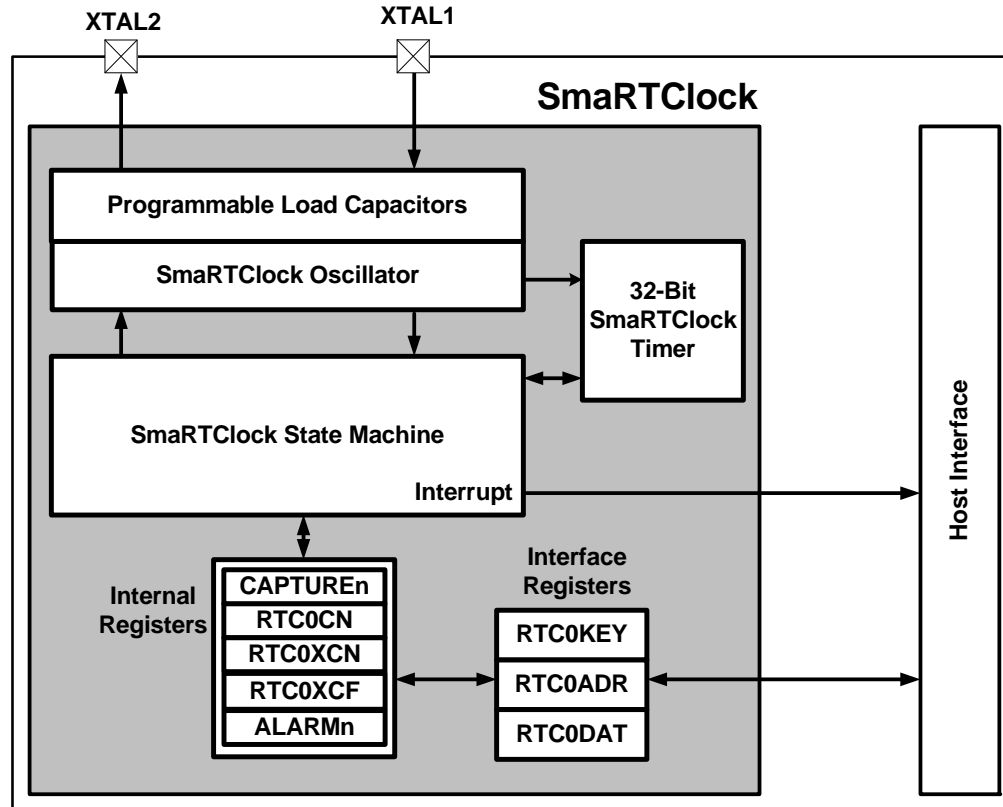 XTAL2
XTAL1
SmaRTClock
Programmable Load Capacitors
SmaRTClock Oscillator
32-Bit
SmaRTClock
Timer
SmaRTClock State Machine
Interrupt
Host Interface
Internal
Registers
CAPTUREn
RTC0CN
RTC0XCN
RTC0XCF
ALARMn
Interface
Registers
RTC0KEY
RTC0ADR
RTC0DAT